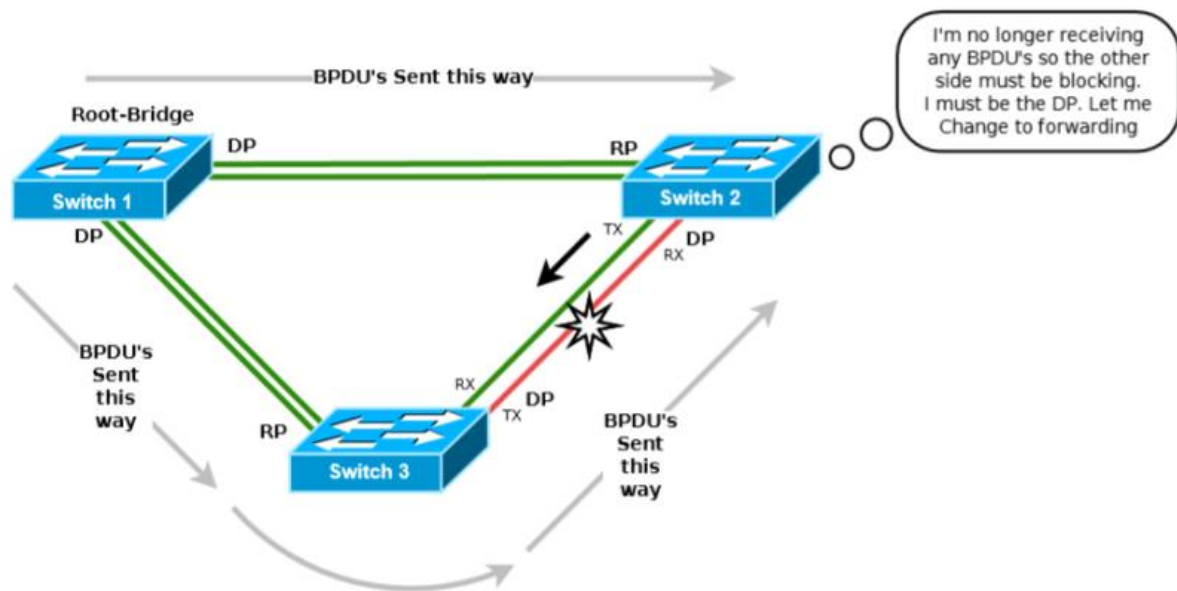 I'm no longer receiving
any BPDU's so the other
side must be blocking.
I must be the DP. Let me
Change to forwarding
BPDU's Sent this way
Root-Bridge
DP
RP
Switch 1
Switch 2
DP
TX
DP
RX
BPDU's
Sent
this
way
RX
DP
TX
RP
BPDU's
Sent
this
way
Switch 3